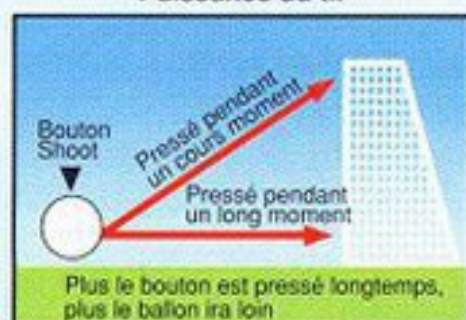 Bouton
Shoot
Pressé pendant
un cours moment
Pressé pendant
un long moment
Plus le bouton est pressé longtemps,
plus le ballon ira loin